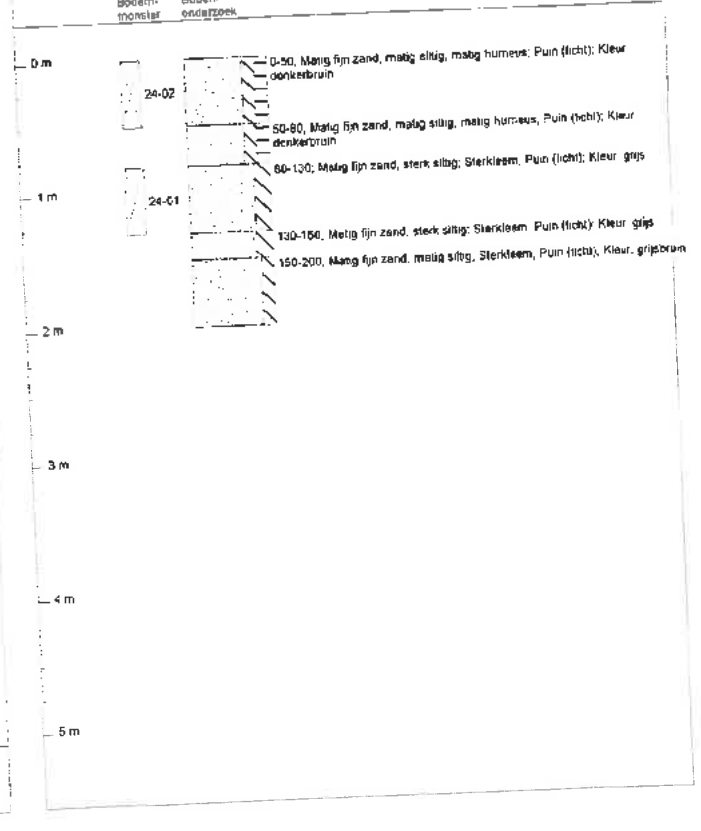 Bodem- Boden-
monster onderzoek
0 m
0-50, Matig fijn zand, matig siltig, matig humeus; Puin (licht); Kleur
donkerbruin
24-02
50-80, Matig fijn zand, matig siltig, matig humeus, Puin (licht); Kleur
donkerbruin
80-130; Matig fijn zand, sterk siltig; Sterkleem, Puin (licht); Kleur grijs
1 m
24-01
130-150, Matig fijn zand, sterk siltig; Sterkleem, Puin (licht); Kleur grijs
150-200, Matig fijn zand, matig siltig, Sterkleem, Puin (licht), Kleur, grijsbruin
2 m
3 m
4 m
5 m